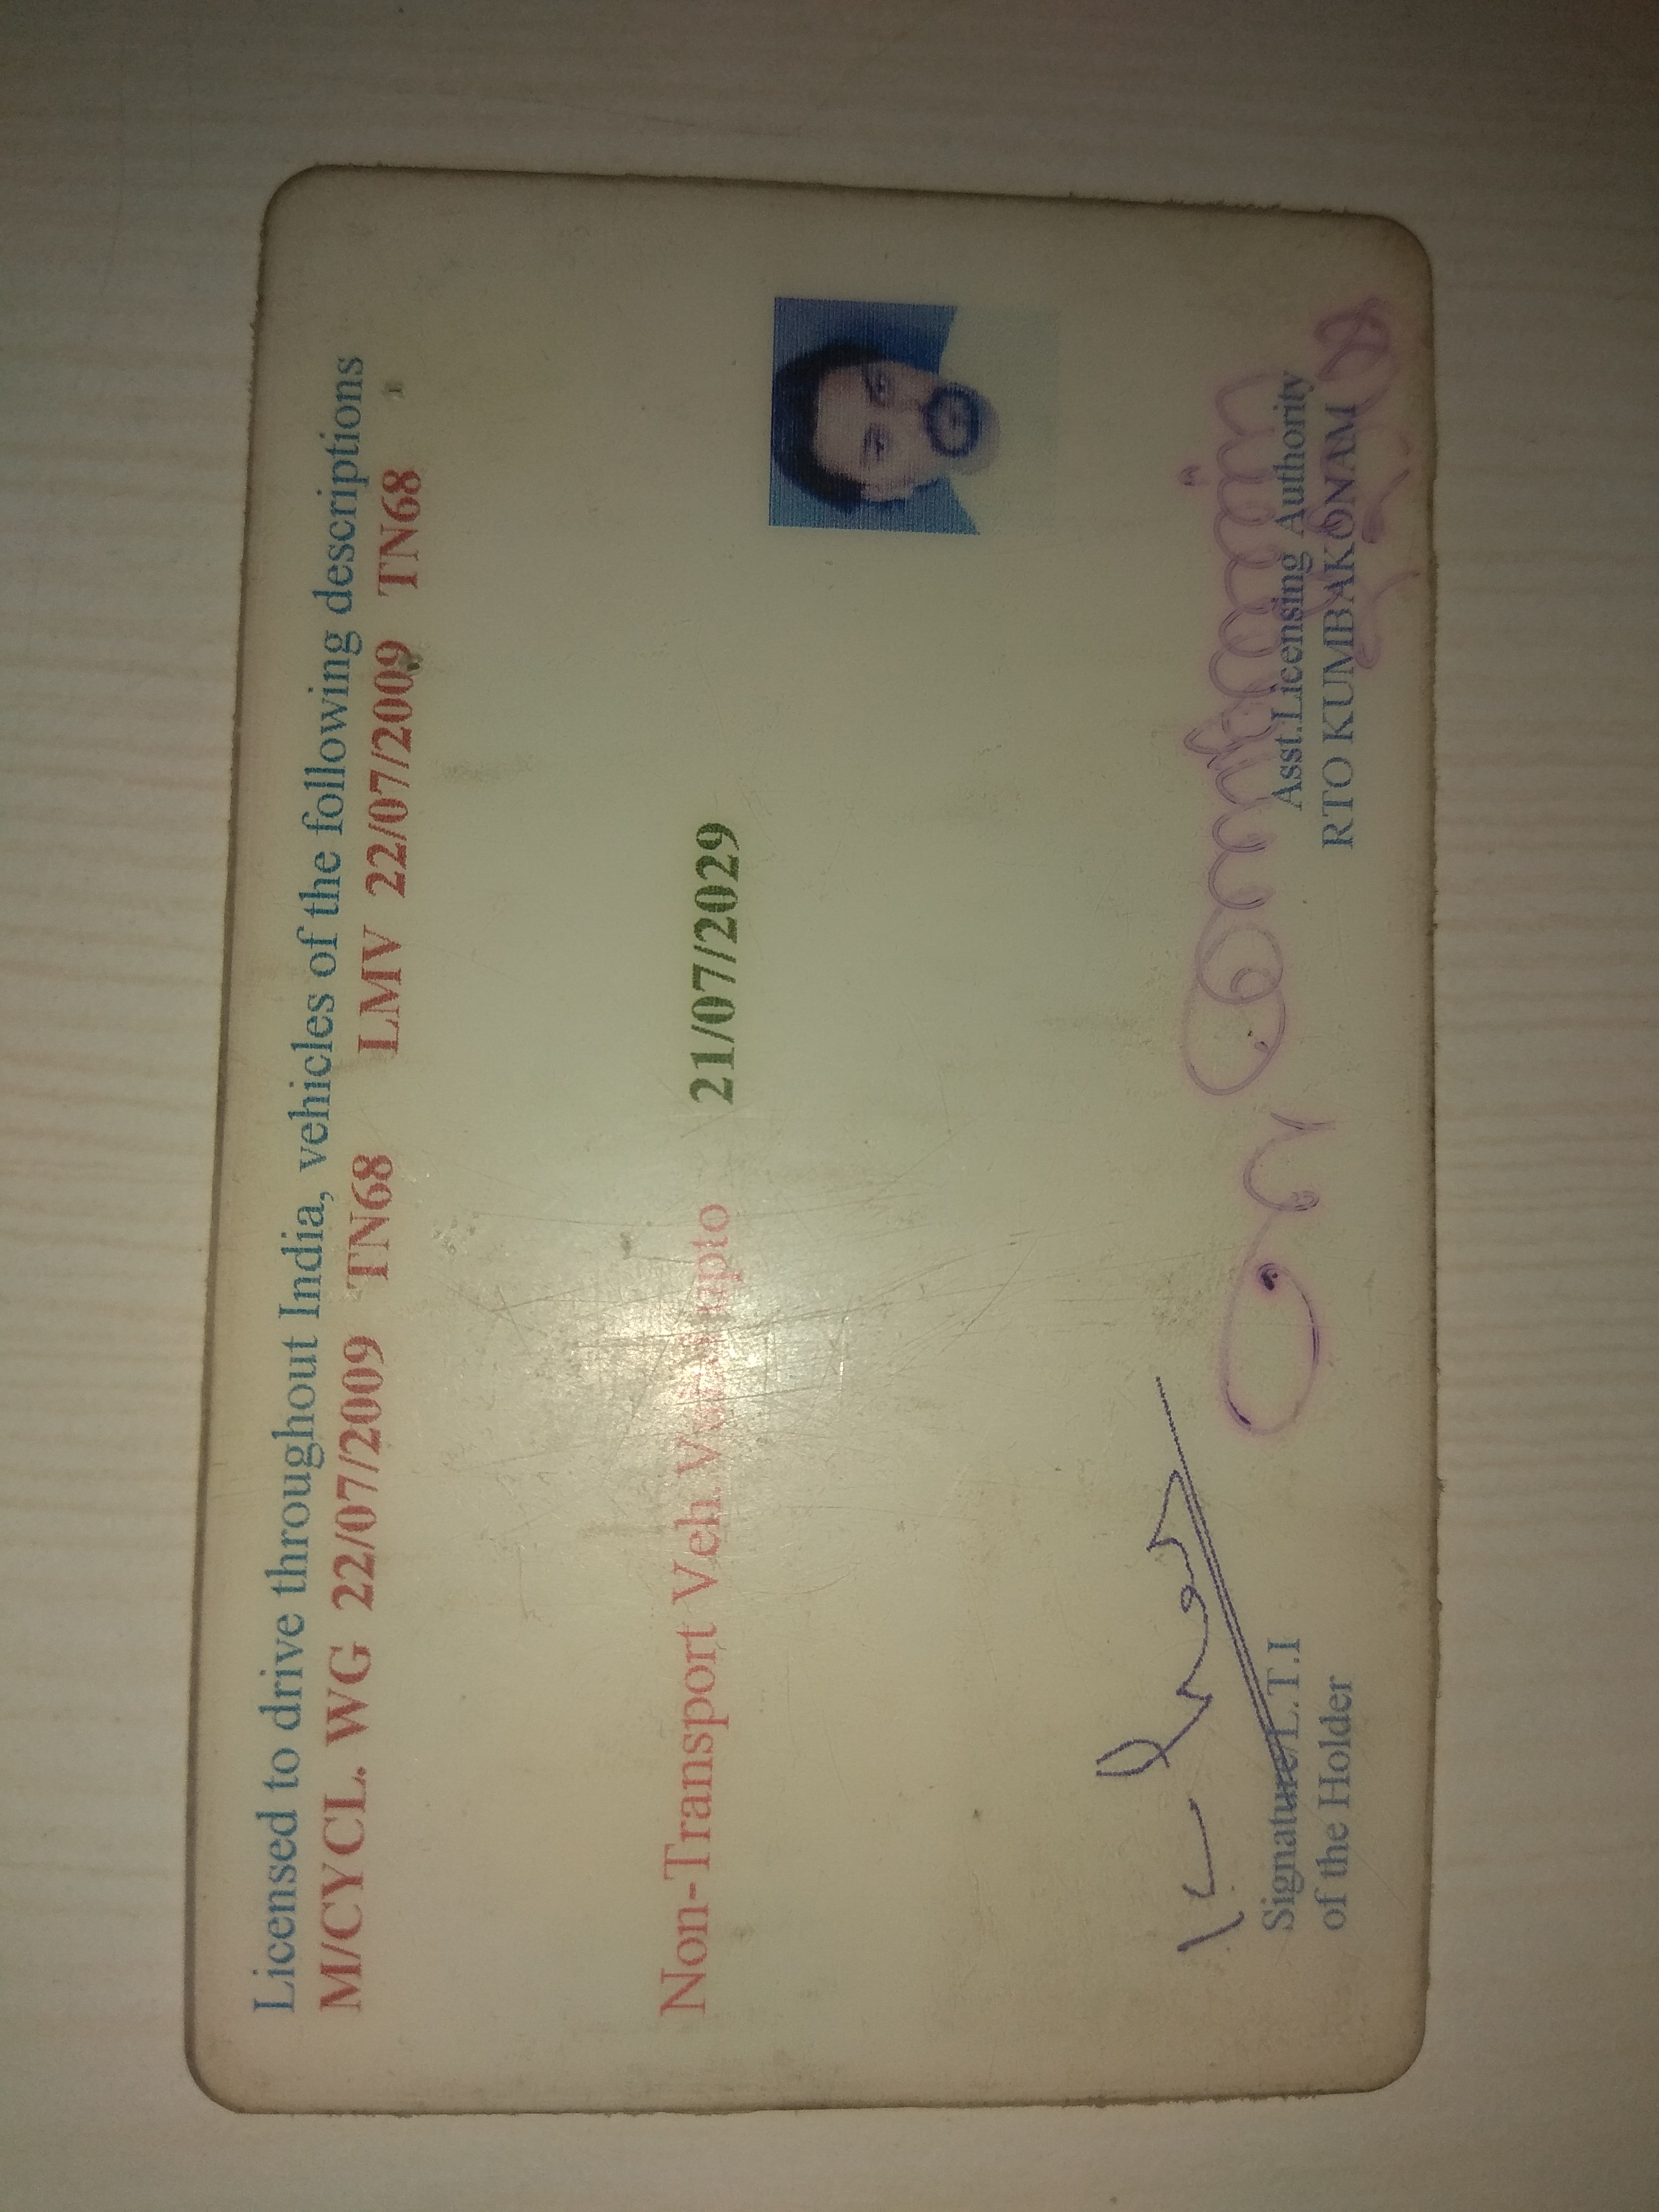 Licensed to drive throughout India, vehicles of the following descriptions
M/CYCL. WG 22/07/2009 TN68 LMV 22/07/2009 TN68
Non-Transport Veh. upto 21/07/2029
Signature/L.T.I
of the Holder
Asst.Licensing Authority
RTO KUMBAKONAM